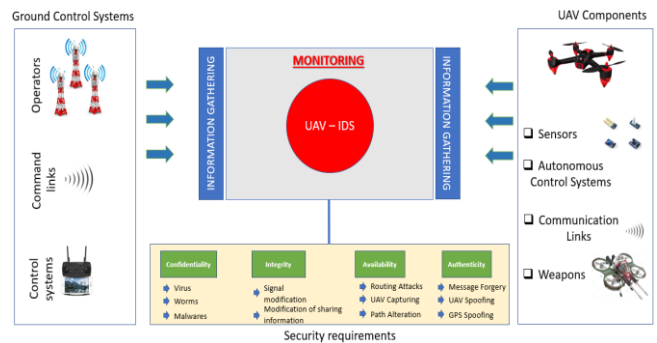 Ground Control Systems
UAV Components
Operators
Command
links
Control
systems
INFORMATION GATHERING
MONITORING
UAV – IDS
INFORMATION GATHERING
Sensors
Autonomous
Control Systems
Communication
Links
Weapons
Confidentiality
Virus
Worms
Malwares
Integrity
Signal
modification
Modification of sharing
information
Availability
Routing Attacks
UAV Capturing
Path Alteration
Authenticity
Message Forgery
UAV Spoofing
GPS Spoofing
Security requirements